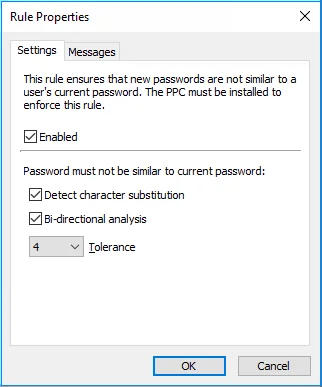 Rule Properties
Settings
Messages
This rule ensures that new passwords are not similar to a
user's current password. The PPC must be installed to
enforce this rule.
Enabled
Password must not be similar to current password:
Detect character substitution
Bi-directional analysis
4 Tolerance
OK Cancel